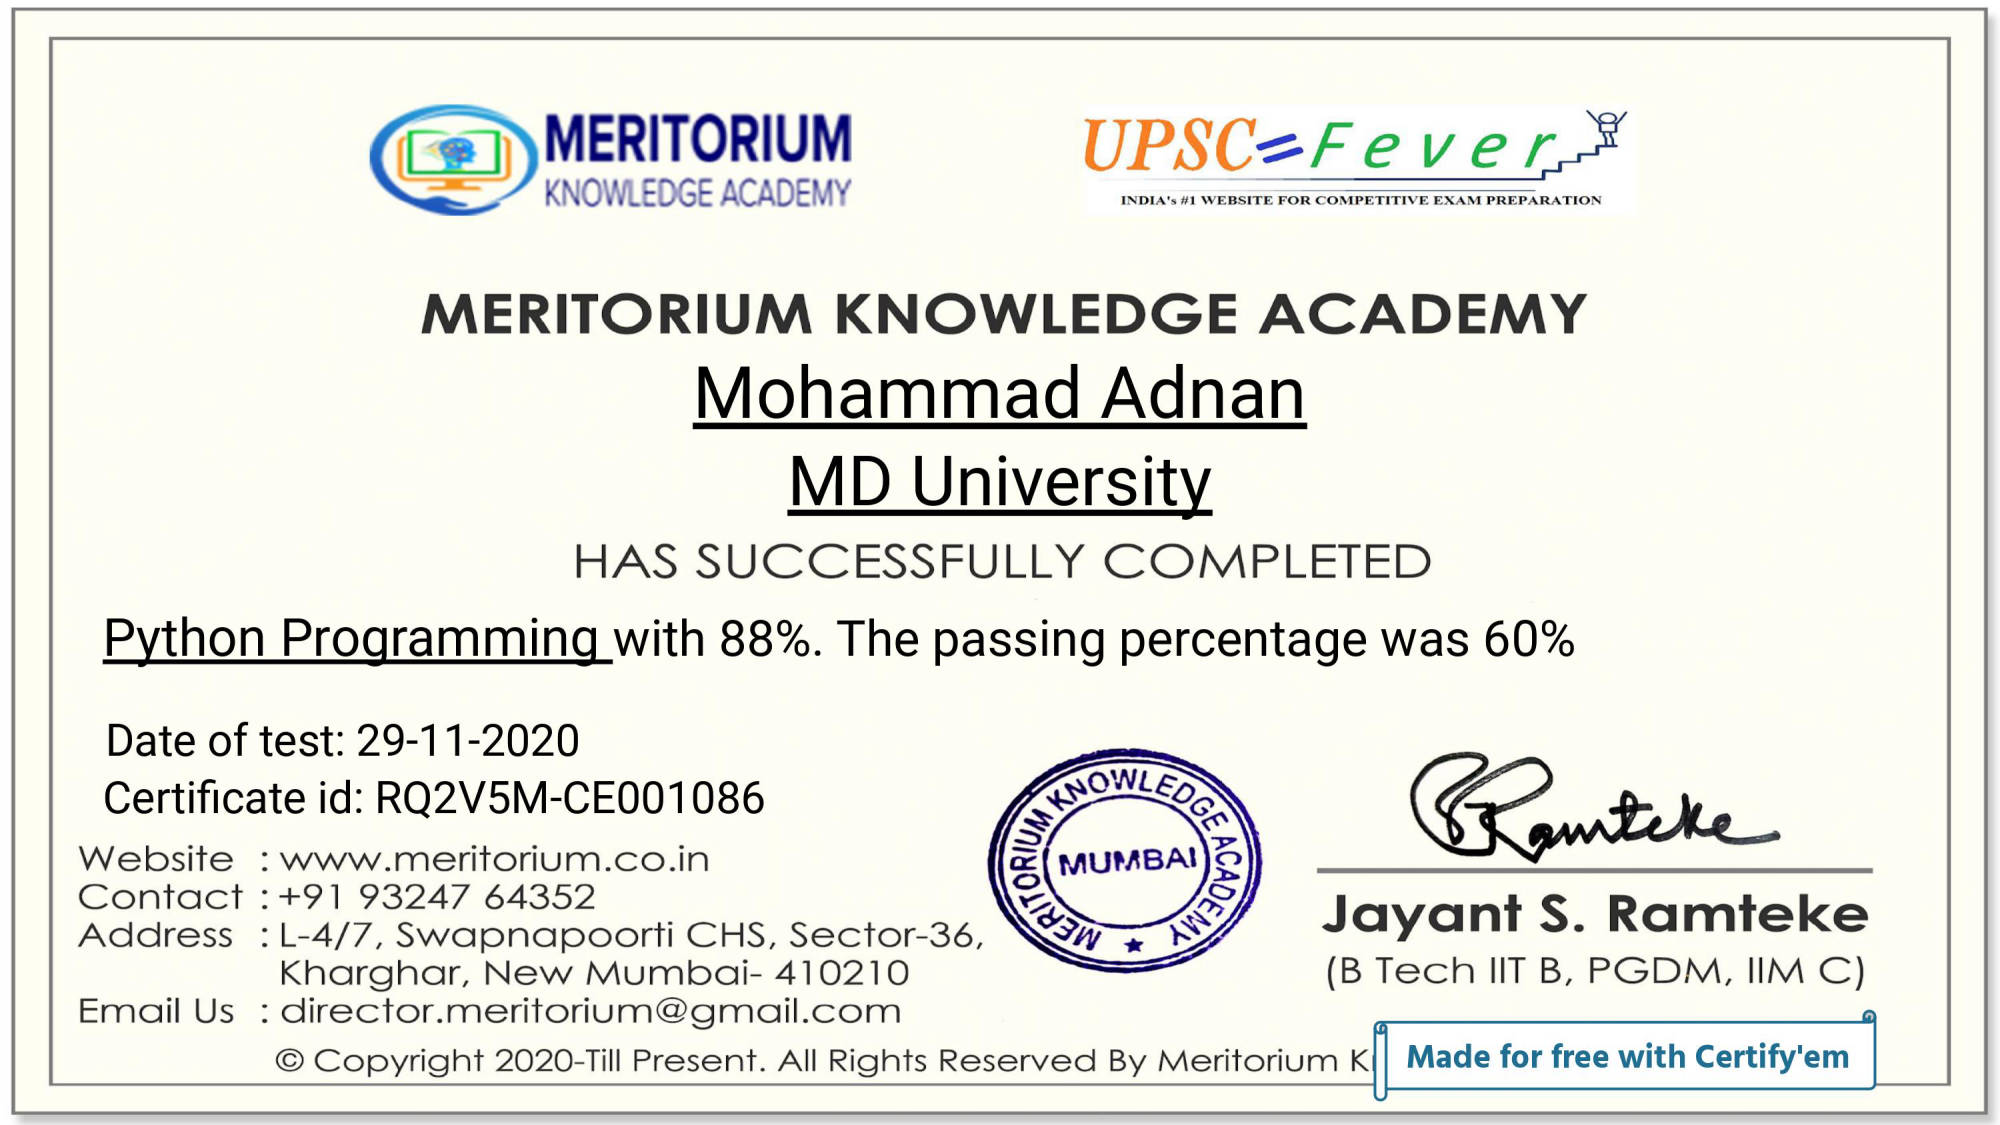 MERITORIUM
KNOWLEDGE ACADEMY
UPSC Fever
INDIA's #1 WEBSITE FOR COMPETITIVE EXAM PREPARATION
MERITORIUM KNOWLEDGE ACADEMY
Mohammad Adnan
MD University
HAS SUCCESSFULLY COMPLETED
Python Programming with 88%. The passing percentage was 60%
Date of test: 29-11-2020
Certificate id: RQ2V5M-CE001086
Website : www.meritorium.co.in
Contact : +91 93247 64352
Address : L-4/7, Swapnapoorti CHS, Sector-36,
Kharghar, New Mumbai- 410210
Email Us : director.meritorium@gmail.com
MERITORIUM KNOWLEDGE ACADEMY
MUMBAI
Ramteke
Jayant S. Ramteke
(B Tech IIT B, PGDM, IIM C)
© Copyright 2020-Till Present. All Rights Reserved By Meritorium
Made for free with Certify'em